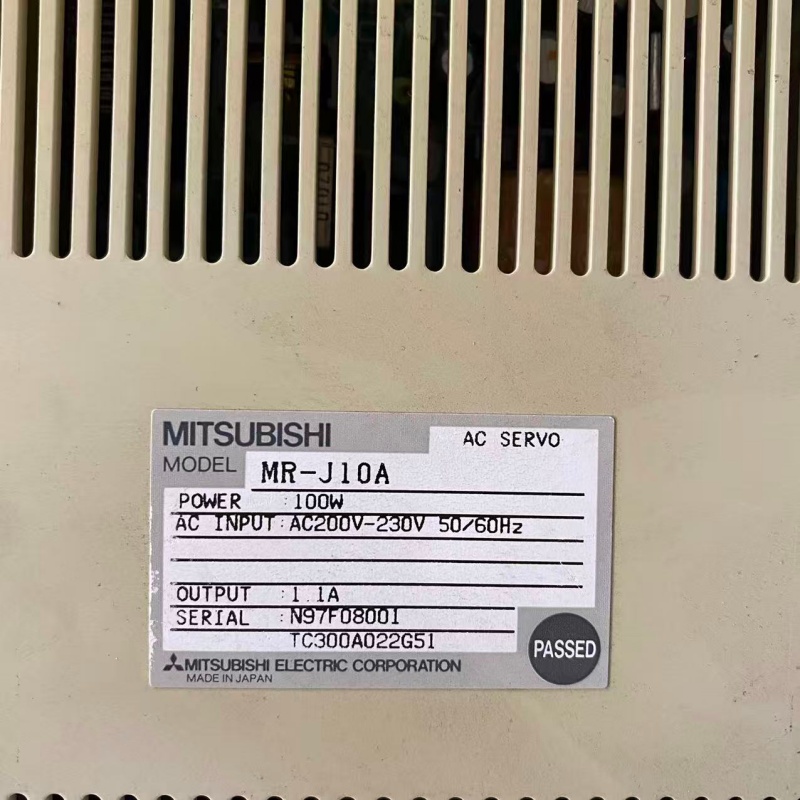 MITSUBISHI
AC SERVO
MODEL MR-J10A
POWER : 100W
AC INPUT : AC200V-230V 50/60Hz
OUTPUT : 1.1A
SERIAL : N97F08001
TC300A022G51
PASSED
MITSUBISHI ELECTRIC CORPORATION
MADE IN JAPAN